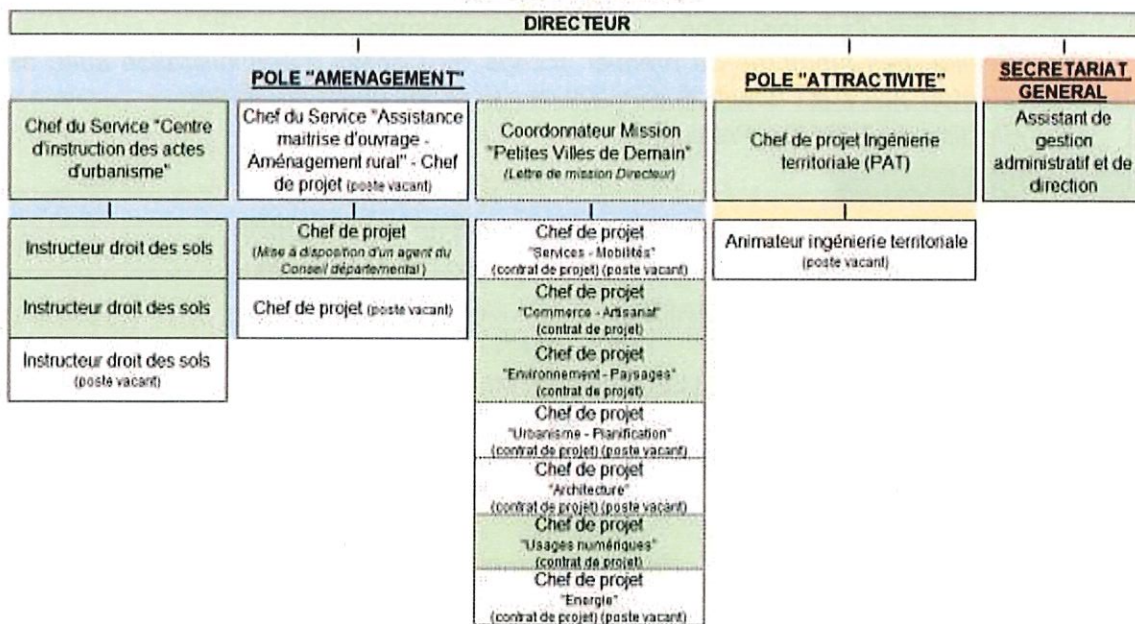 DIRECTEUR
POLE "AMENAGEMENT"
Chef du Service "Centre
d'instruction des actes
d'urbanisme"
Instructeur droit des sols
Instructeur droit des sols
Instructeur droit des sols
(poste vacant)
Chef du Service "Assistance
maitrise d'ouvrage -
Aménagement rural" - Chef
de projet (poste vacant)
Chef de projet
(Mise à disposition d'un agent du
Conseil départemental)
Chef de projet (poste vacant)
Coordonnateur Mission
"Petites Villes de Demain"
(Lettre de mission Directeur)
Chef de projet
"Services - Mobilités"
(contrat de projet) (poste vacant)
Chef de projet
"Commerce - Artisanat"
(contrat de projet)
Chef de projet
"Environnement - Paysages"
(contrat de projet)
Chef de projet
"Urbanisme - Planification"
(contrat de projet) (poste vacant)
Chef de projet
"Architecture"
(contrat de projet) (poste vacant)
Chef de projet
"Usages numériques"
(contrat de projet)
Chef de projet
"Energie"
(contrat de projet) (poste vacant)
POLE "ATTRACTIVITE"
Chef de projet Ingénierie
territoriale (PAT)
Animateur ingénierie territoriale
(poste vacant)
SECRETARIAT
GENERAL
Assistant de
gestion
administratif et de
direction